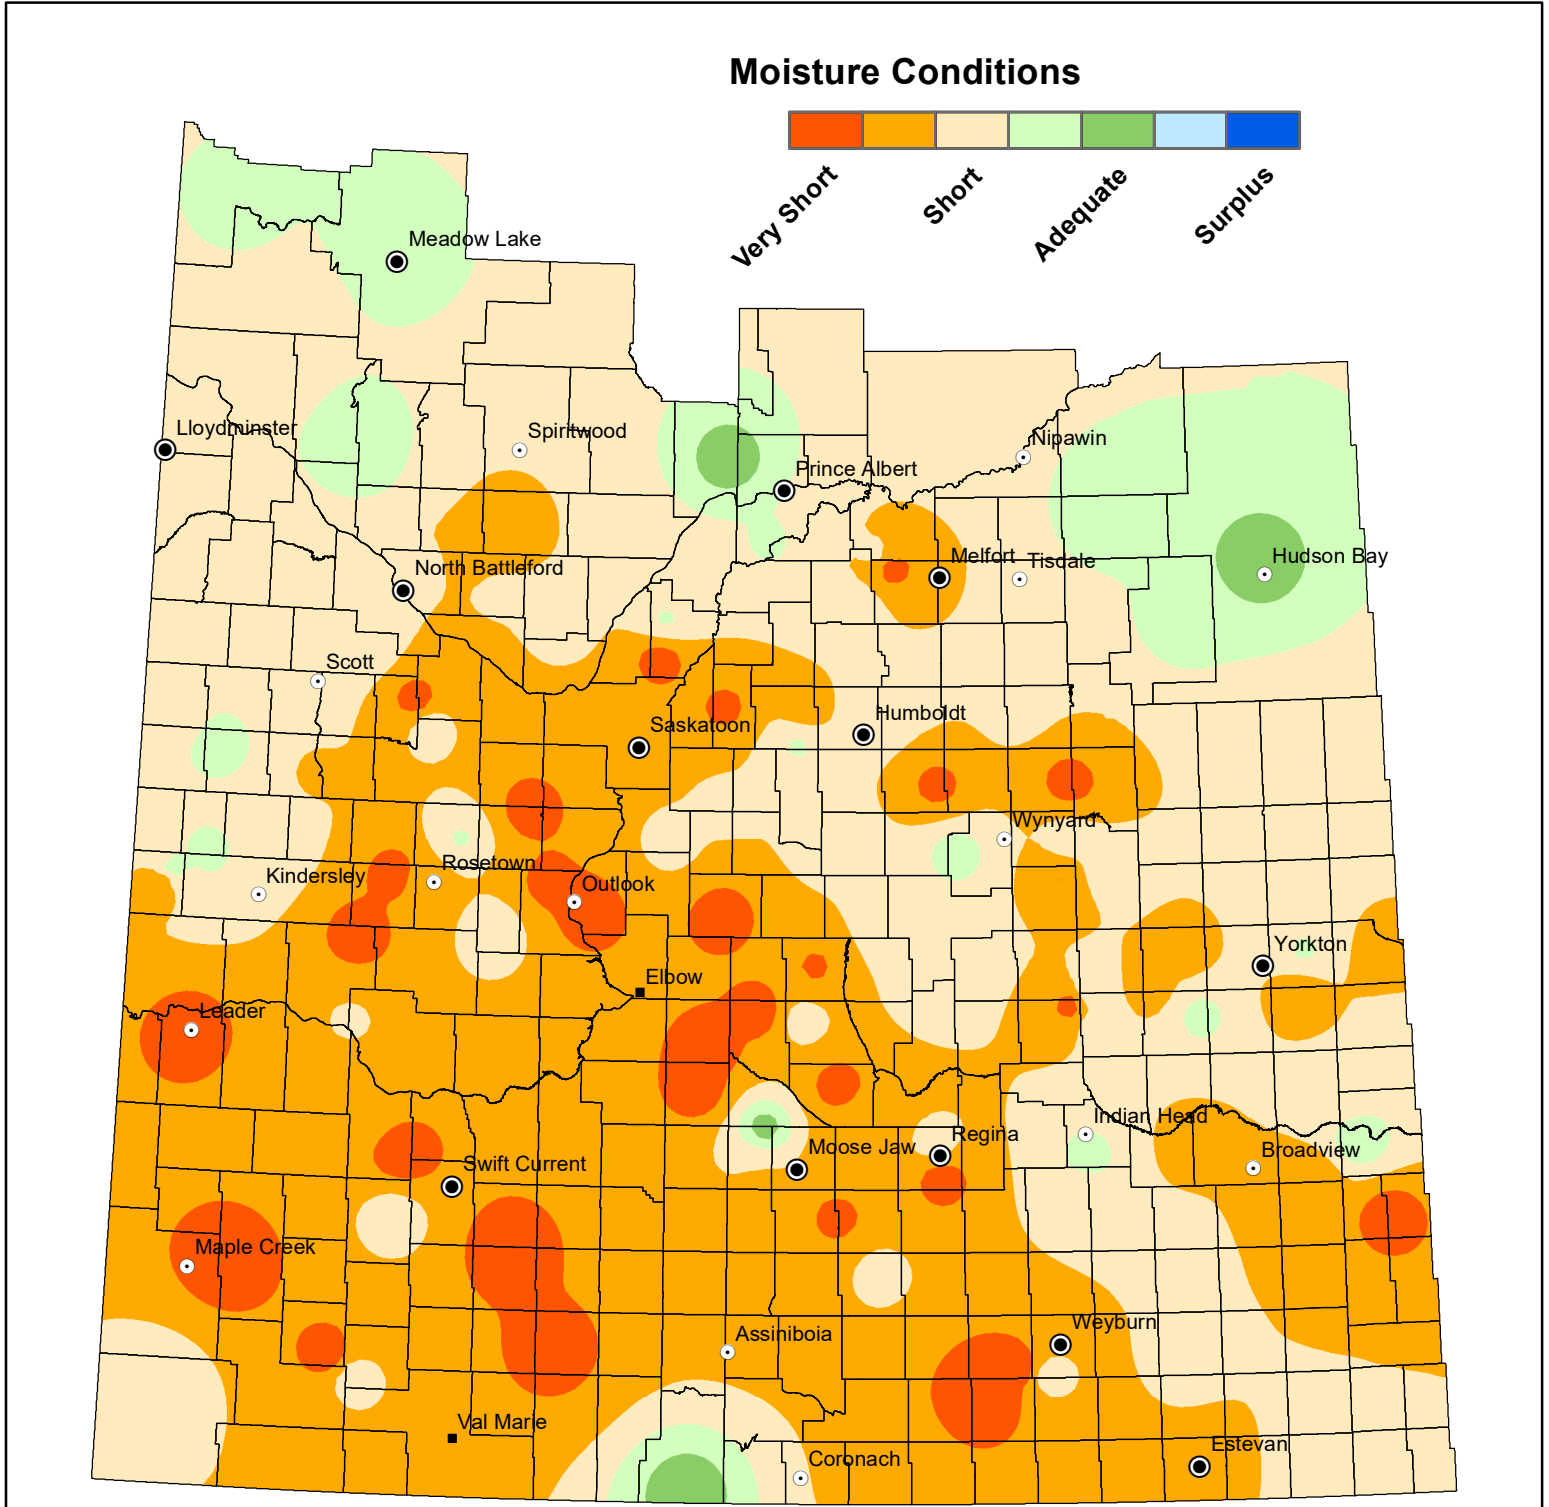 Moisture Conditions
Very Short
Short
Adequate
Surplus
Meadow Lake
Lloydminster
Spiritwood
Nipawin
Prince Albert
Melfort
Tisdale
Hudson Bay
North Battleford
Scott
Humboldt
Saskatoon
Wynyard
Rosetown
Kindersley
Outlook
Yorkton
Elbow
Leader
Indian Head
Regina
Moose Jaw
Broadview
Swift Current
Maple Creek
Weyburn
Assiniboia
Val Marie
Estevan
Coronach